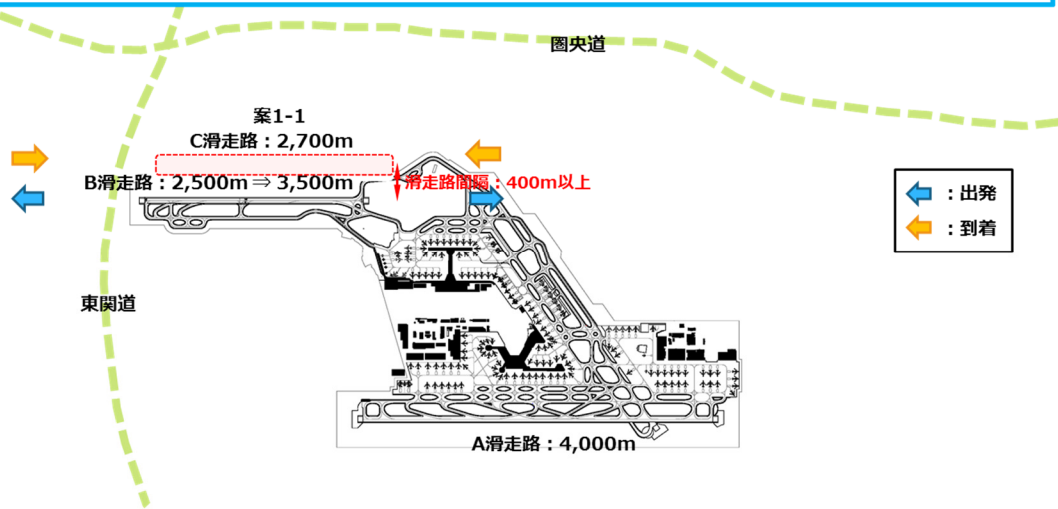 圏央道
案1-1
C滑走路：2,700m
B滑走路：2,500m⇒3,500m
滑走路間隔：400m以上
：出発
：到着
東関道
A滑走路：4,000m